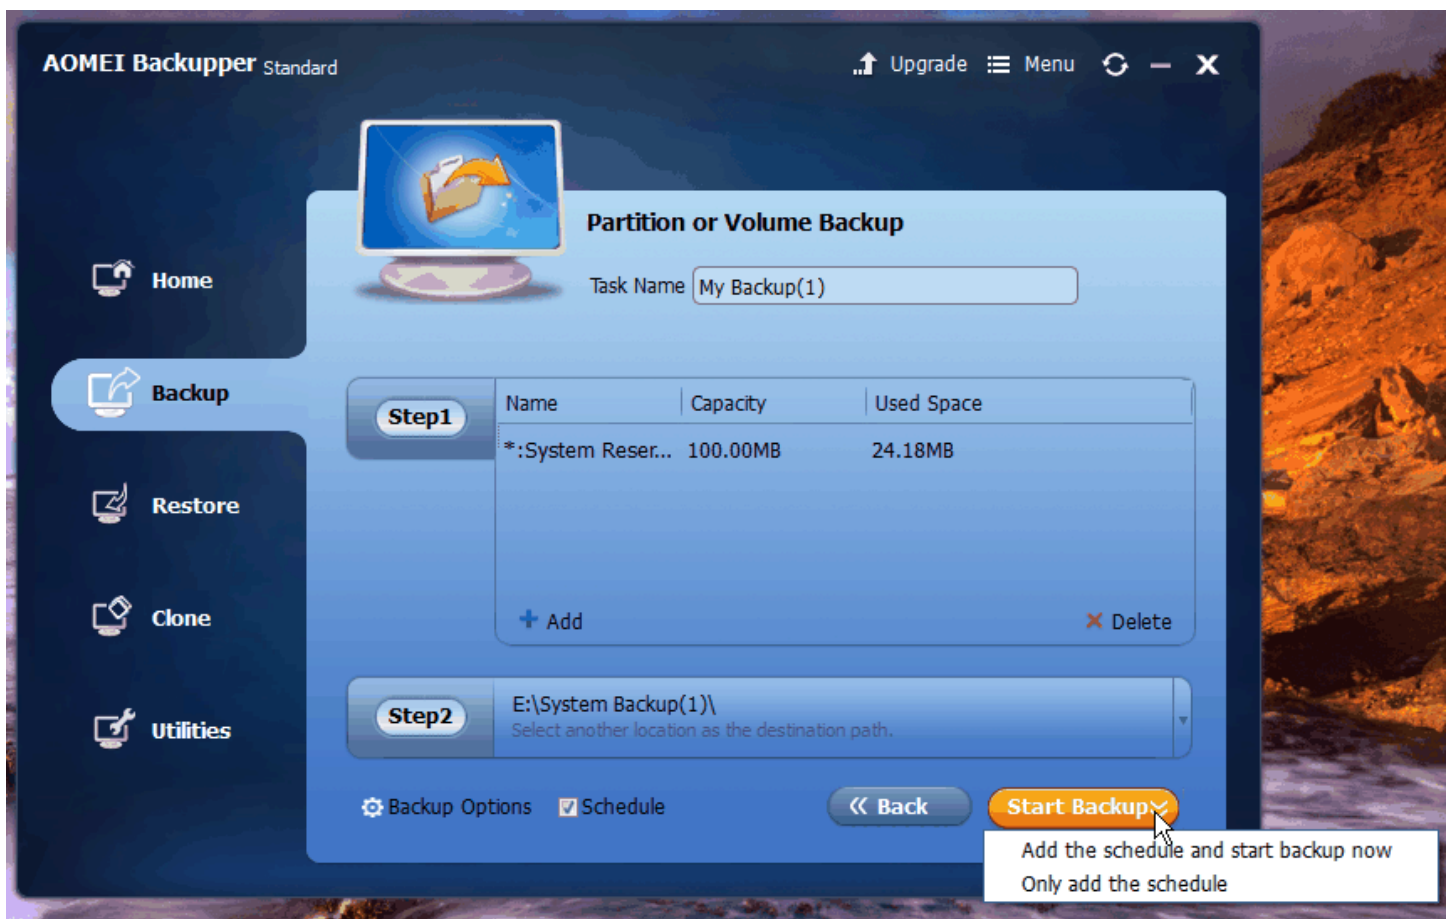 AOMEI Backupper Standard
Upgrade Menu
Partition or Volume Backup
Task Name My Backup(1)
Home
Backup
Restore
Clone
Utilities
Step1
Name Capacity Used Space
*:System Reser... 100.00MB 24.18MB
Add Delete
Step2
E:\System Backup(1)\
Select another location as the destination path.
Backup Options Schedule Back Start Backup
Add the schedule and start backup now
Only add the schedule